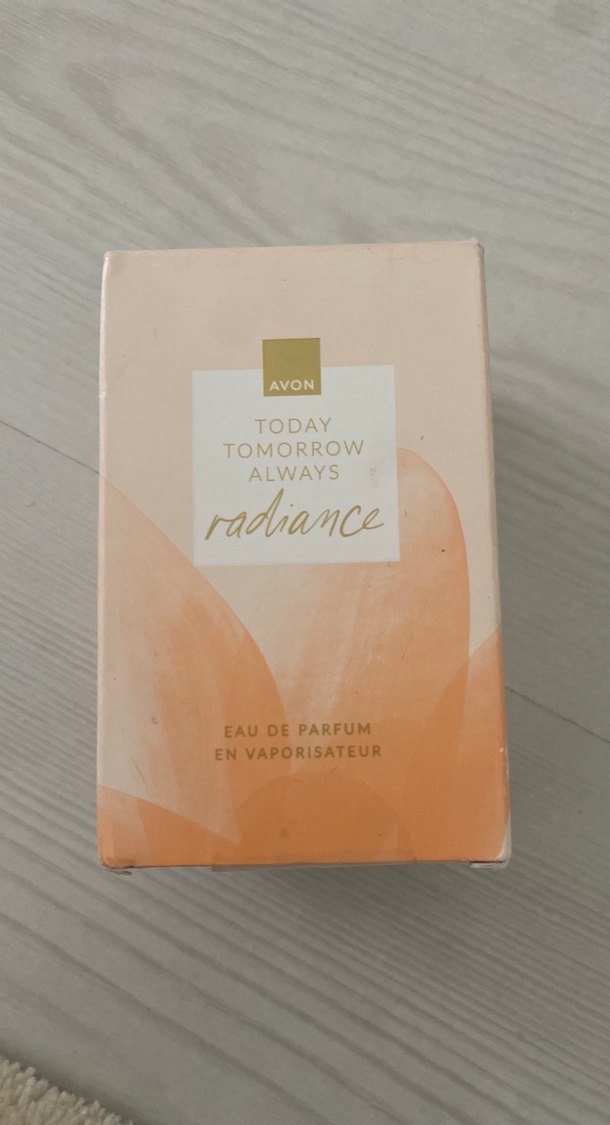 AVON
TODAY
TOMORROW
ALWAYS
radiance
EAU DE PARFUM
EN VAPORISATEUR